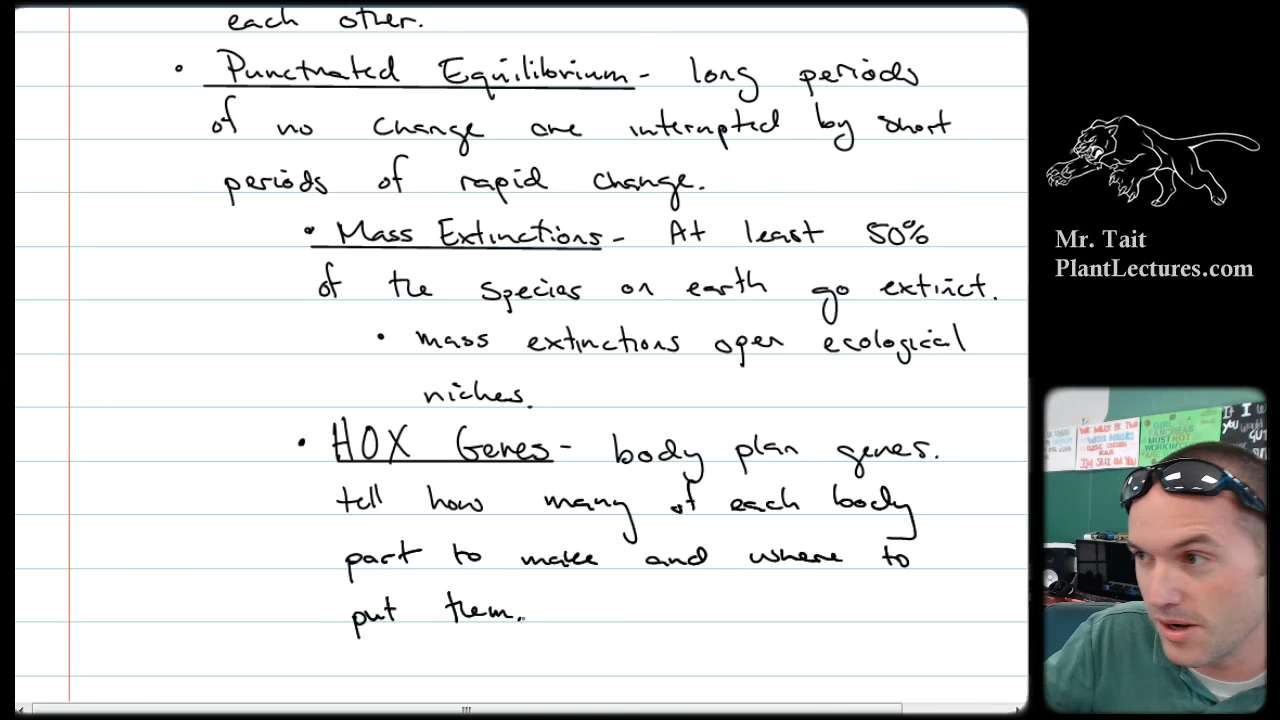 each other.
• Punctuated Equilibrium - long periods
of no change are interrupted by short
periods of rapid change.
• Mass Extinctions - At least 50%
of the species on earth go extinct.
• mass extinctions open ecological
niches.
• HOX Genes - body plan genes.
tell how many of each body
part to make and where to
put them.
Mr. Tait
PlantLectures.com